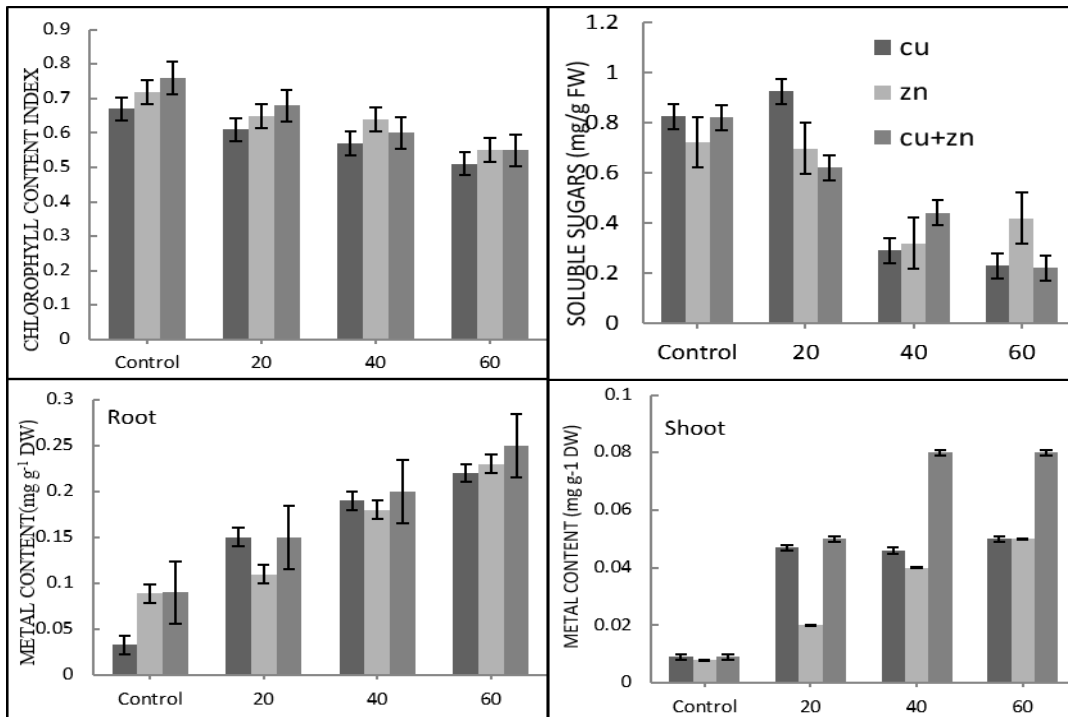 CHLOROPHYLL CONTENT INDEX
0.9
0.8
0.7
0.6
0.5
0.4
0.3
0.2
0.1
0
Control 20 40 60
SOLUBLE SUGARS (mg/g FW)
1.2
1
0.8
0.6
0.4
0.2
0
cu
zn
cu+zn
Control 20 40 60
Root
METAL CONTENT(mg g-1 DW)
0.3
0.25
0.2
0.15
0.1
0.05
0
Control 20 40 60
Shoot
METAL CONTENT (mg g-1 DW)
0.1
0.08
0.06
0.04
0.02
0
Control 20 40 60